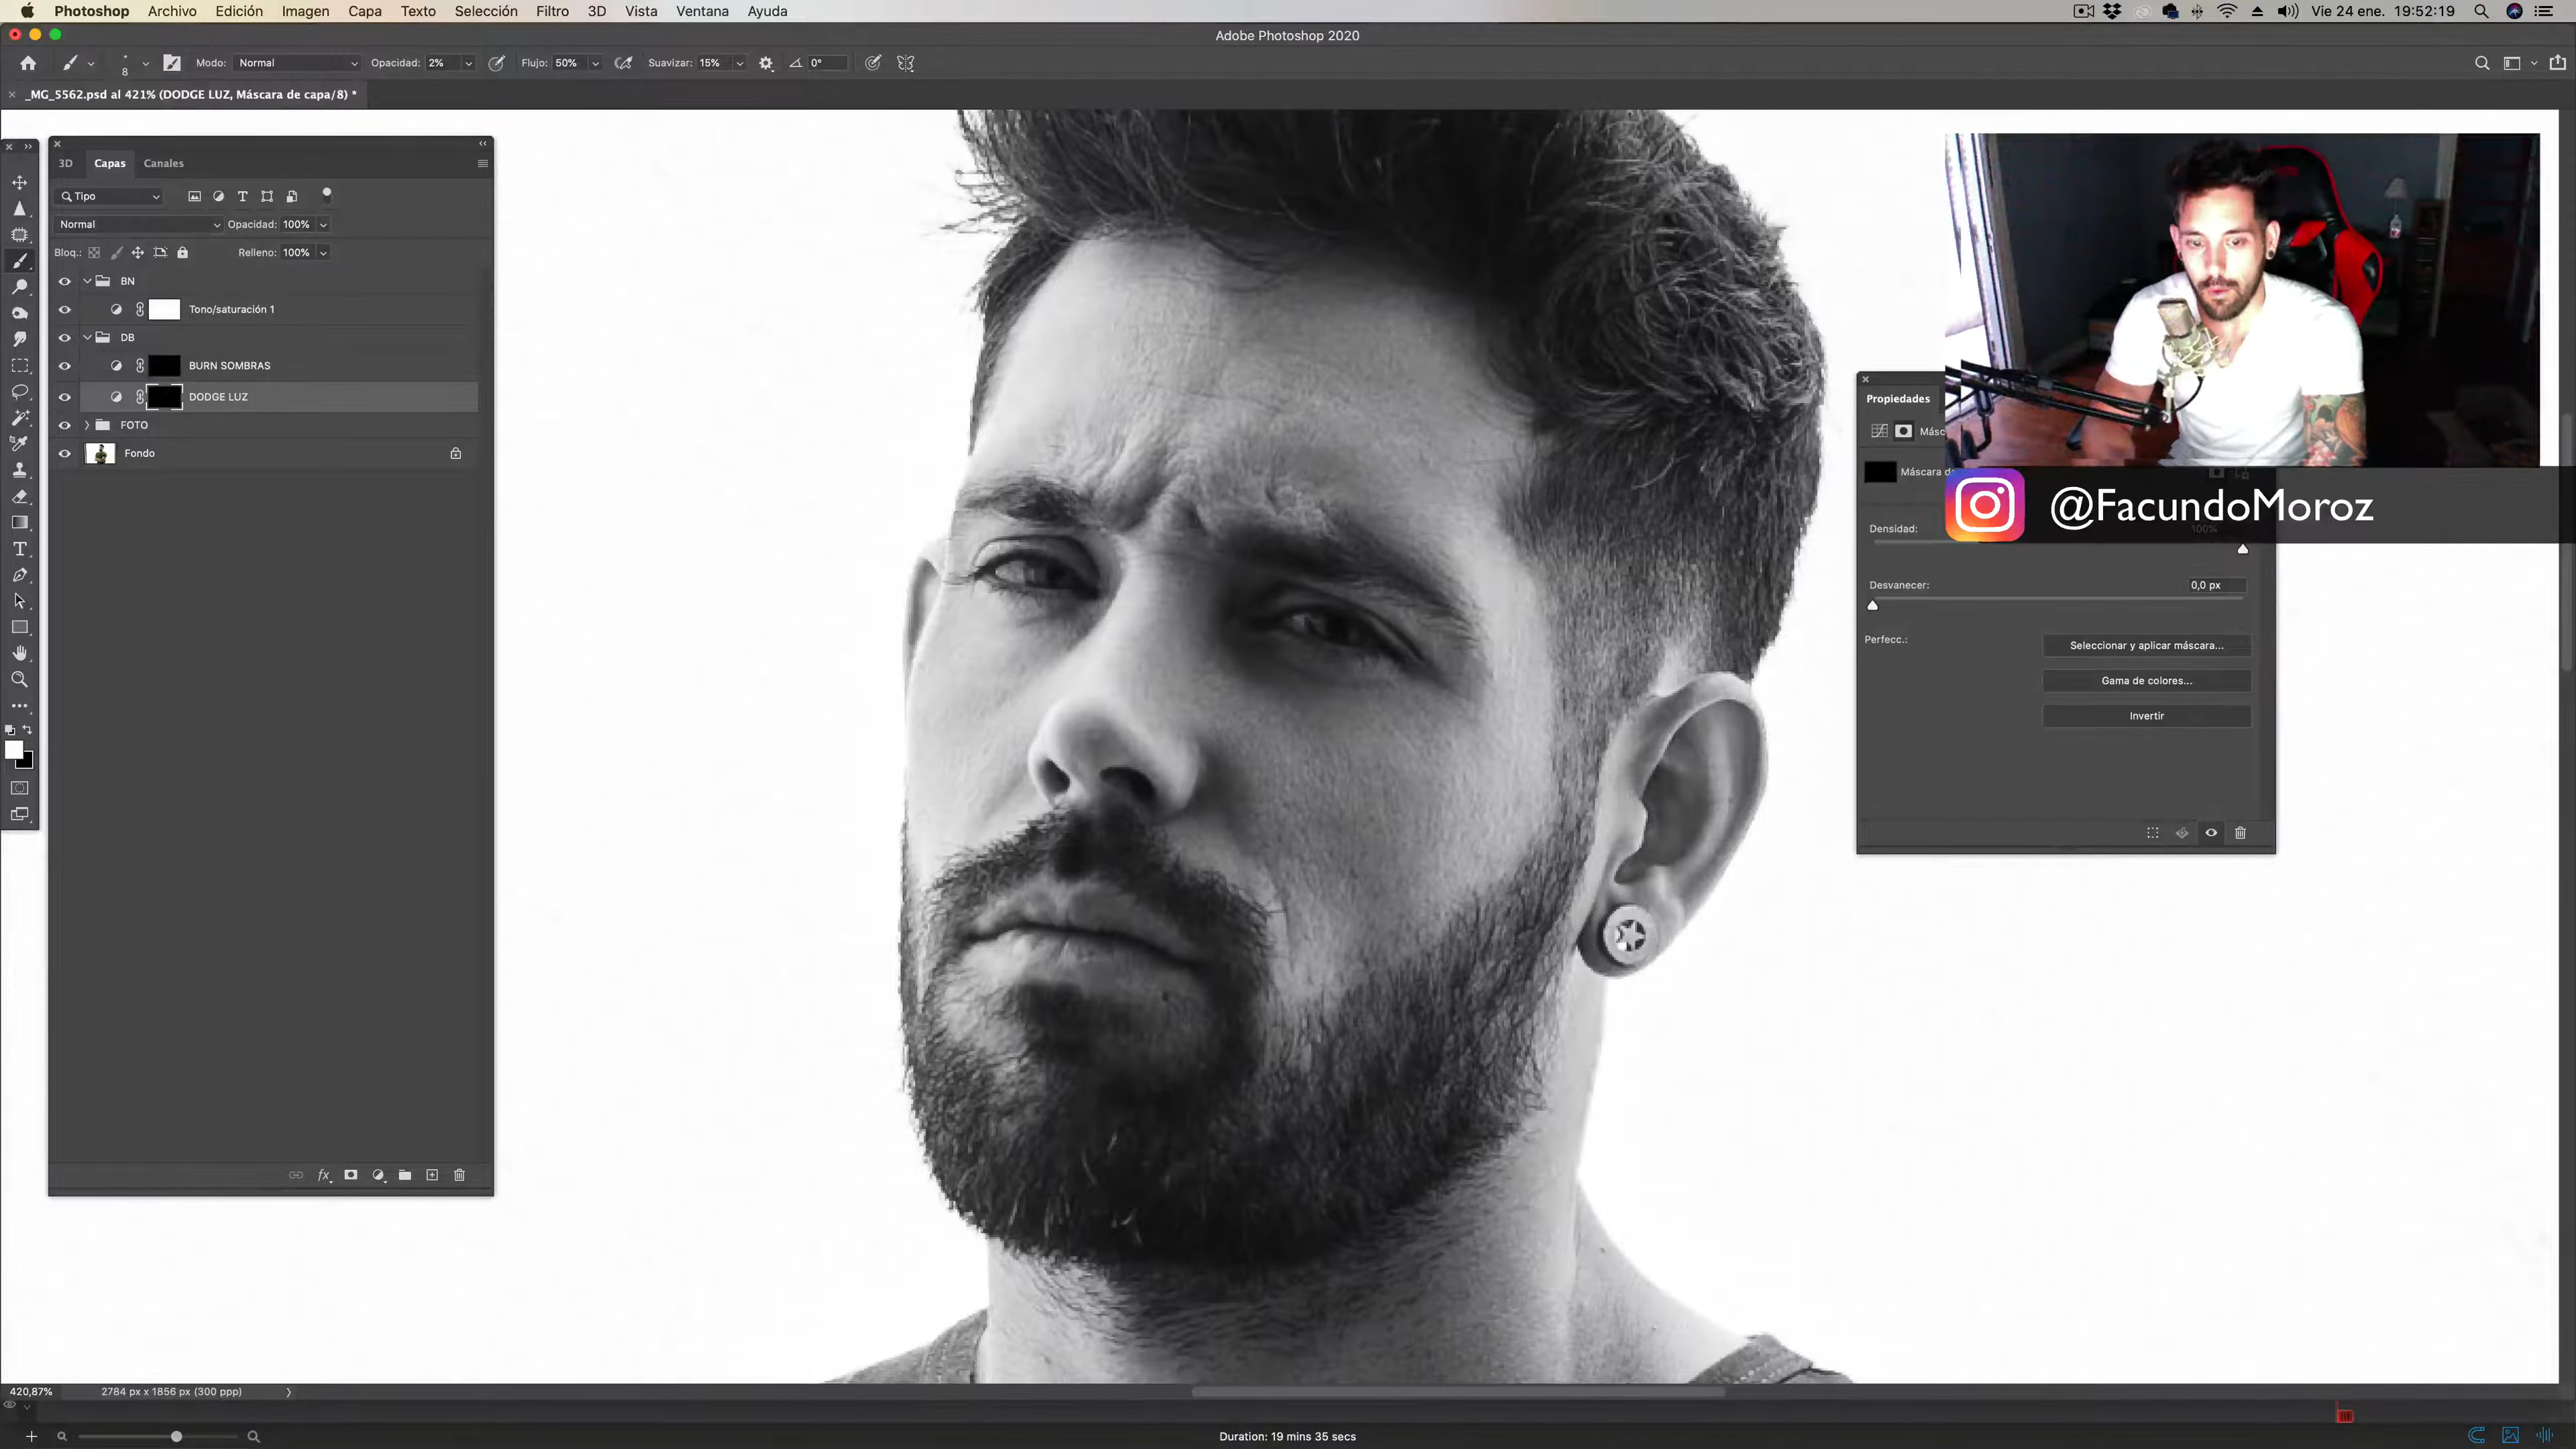 Photoshop Archivo Edición Imagen Capa Texto Selección Filtro 3D Vista Ventana Ayuda Vie 24 ene. 19:52:19
Adobe Photoshop 2020
8 Modo: Normal Opacidad: 2% Flujo: 50% Suavizar: 15% 0°
_MG_5562.psd al 421% (DODGE LUZ, Máscara de capa/8) *
3D Capas Canales
Tipo
Normal Opacidad: 100%
Bloq.: Relleno: 100%
BN
Tono/saturación 1
DB
BURN SOMBRAS
DODGE LUZ
FOTO
Fondo
Propiedades
Másc
Máscara d
@FacundoMoroz
Densidad: 100%
Desvanecer: 0,0 px
Perfecc.: Seleccionar y aplicar máscara...
Gama de colores...
Invertir
fx
420,87% 2784 px x 1856 px (300 ppp)
Duration: 19 mins 35 secs